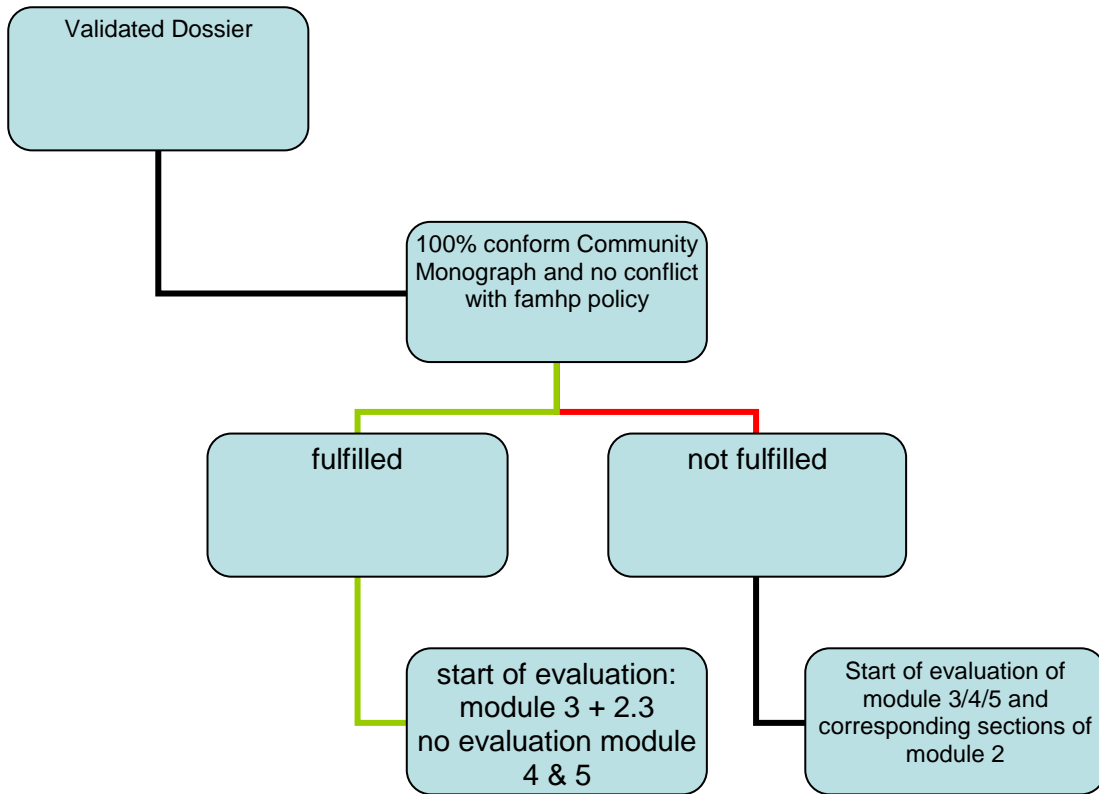 Validated Dossier
100% conform Community
Monograph and no conflict
with famhp policy
fulfilled
not fulfilled
start of evaluation:
module 3 + 2.3
no evaluation module
4 & 5
Start of evaluation of
module 3/4/5 and
corresponding sections of
module 2